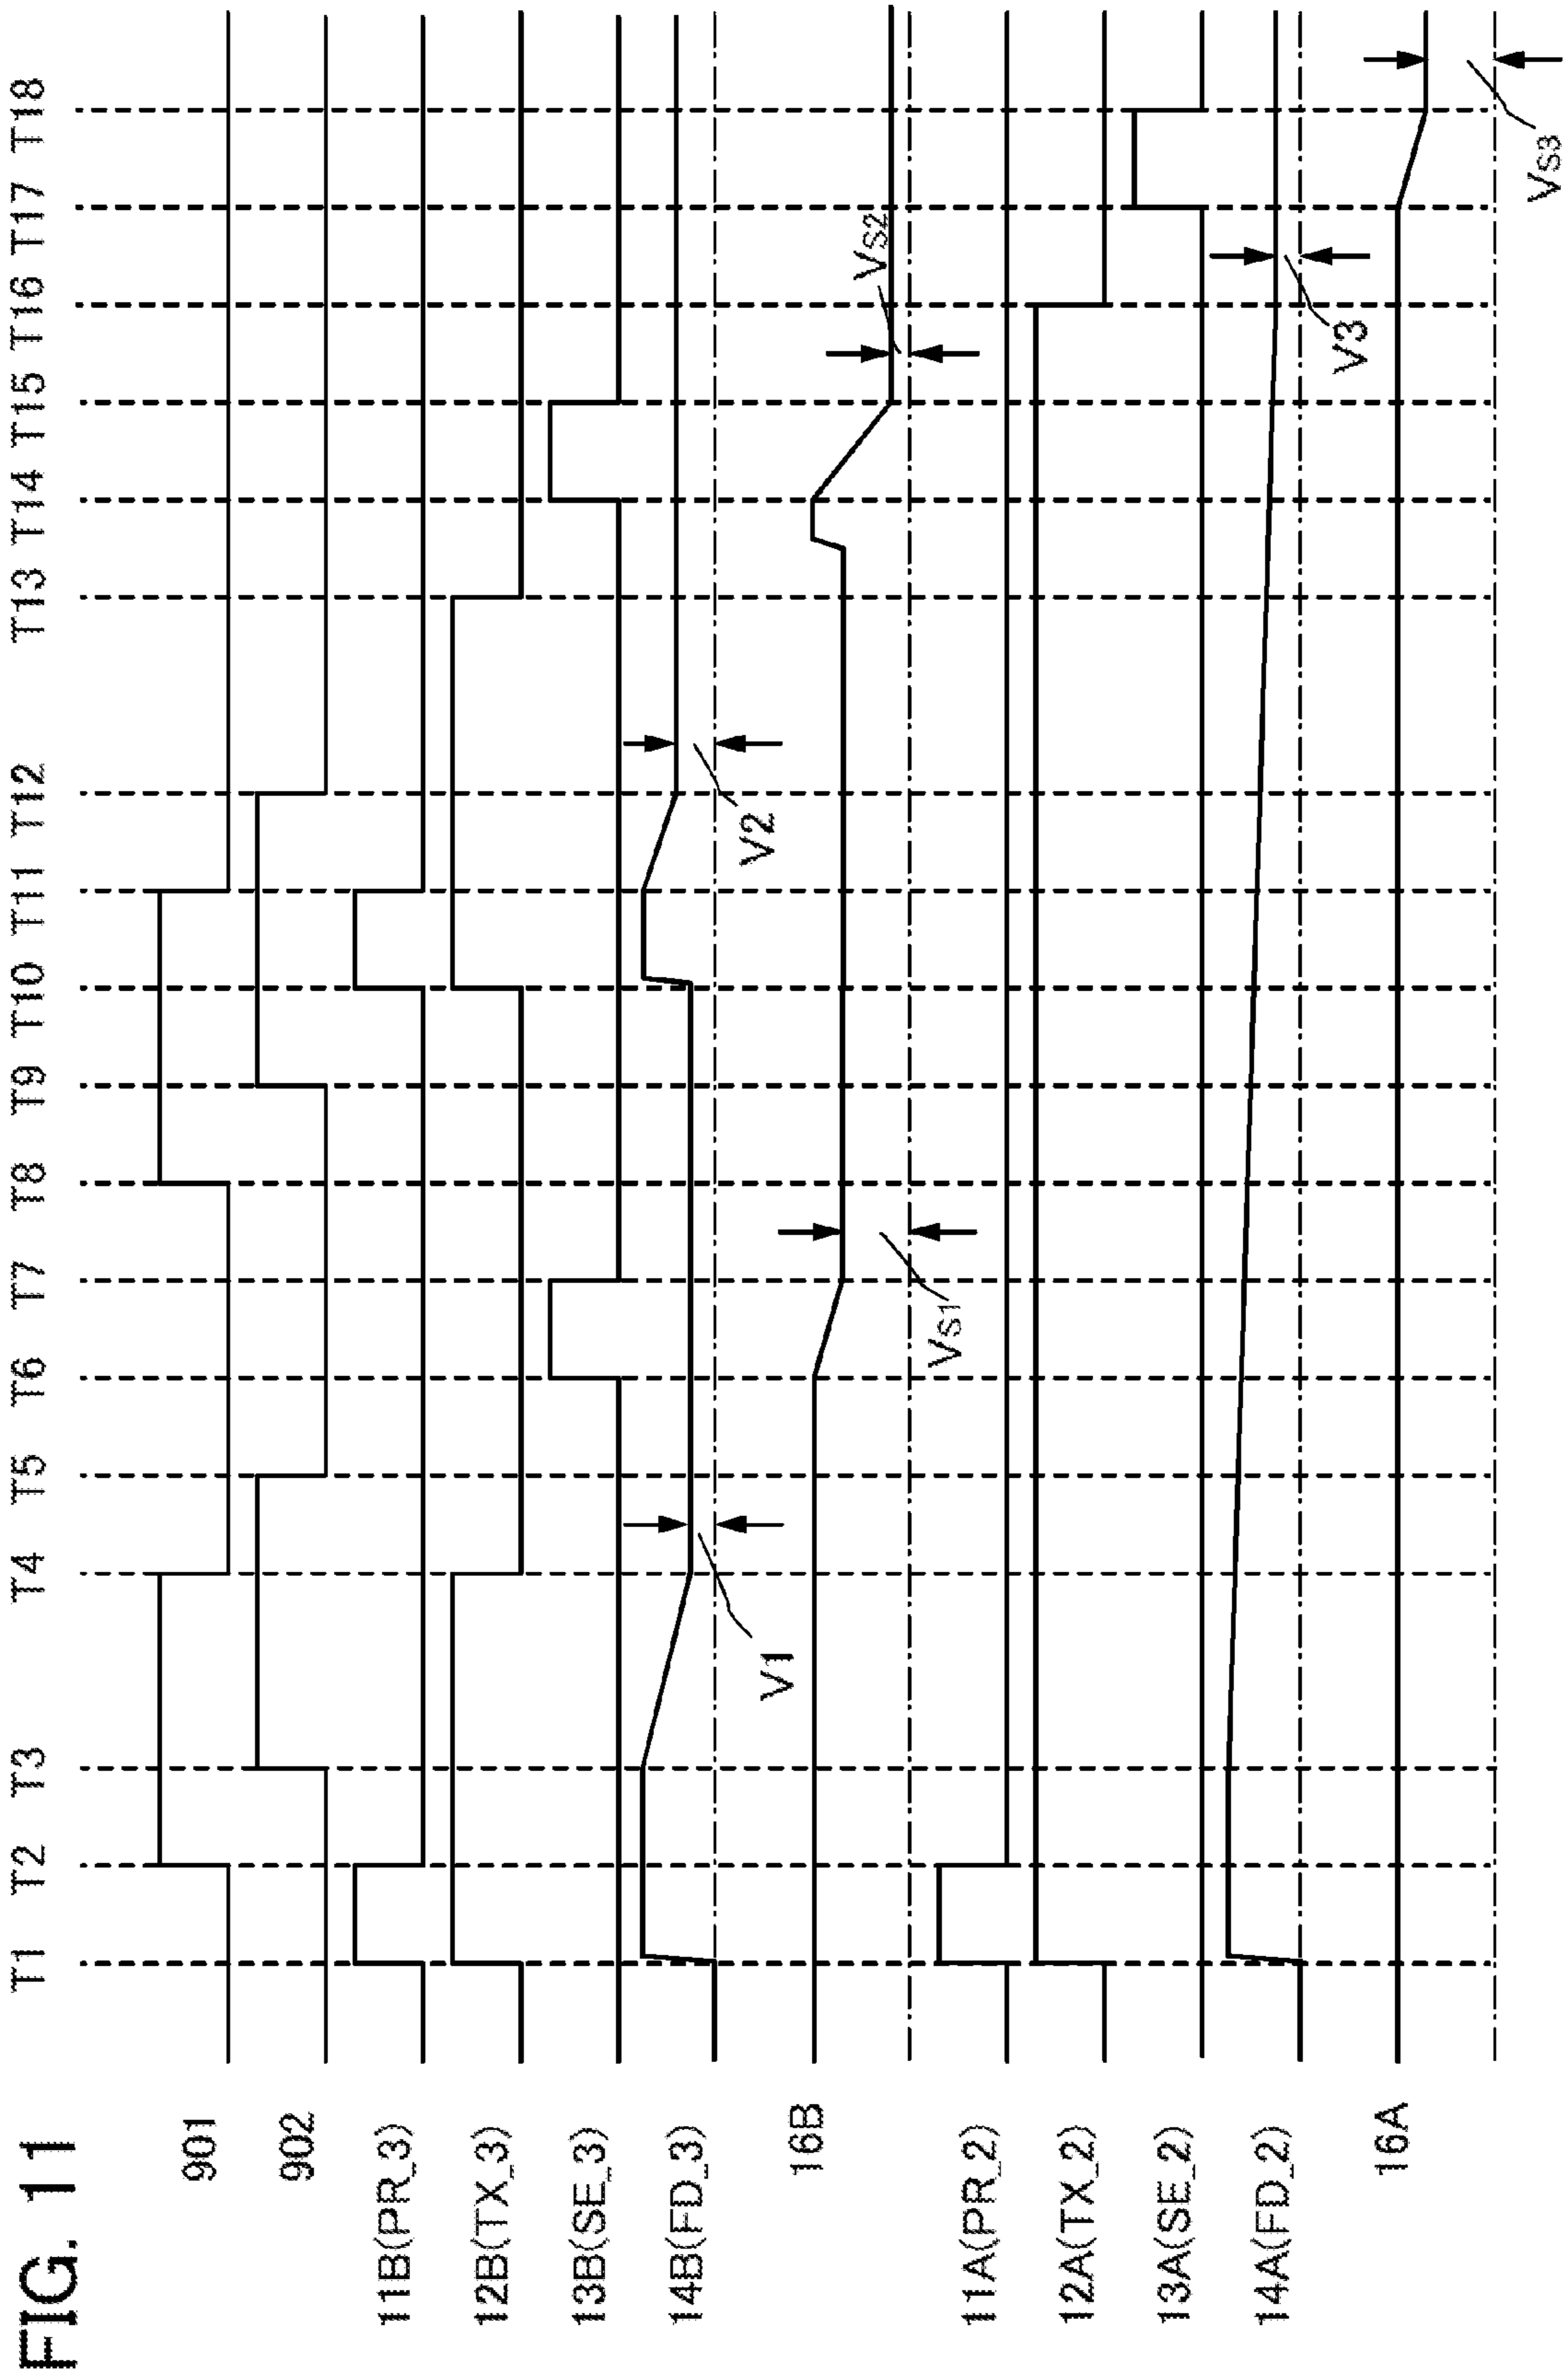 FIG. 11
T1 T2 T3 T4 T5 T6 T7 T8 T9 T10 T11 T12 T13 T14 T15 T16 T17 T18
901
902
11B(PR_3)
12B(TX_3)
13B(SE_3)
14B(FD_3)
V1
V2
16B
VS1
VS2
11A(PR_2)
12A(TX_2)
13A(SE_2)
14A(FD_2)
V3
16A
VS3